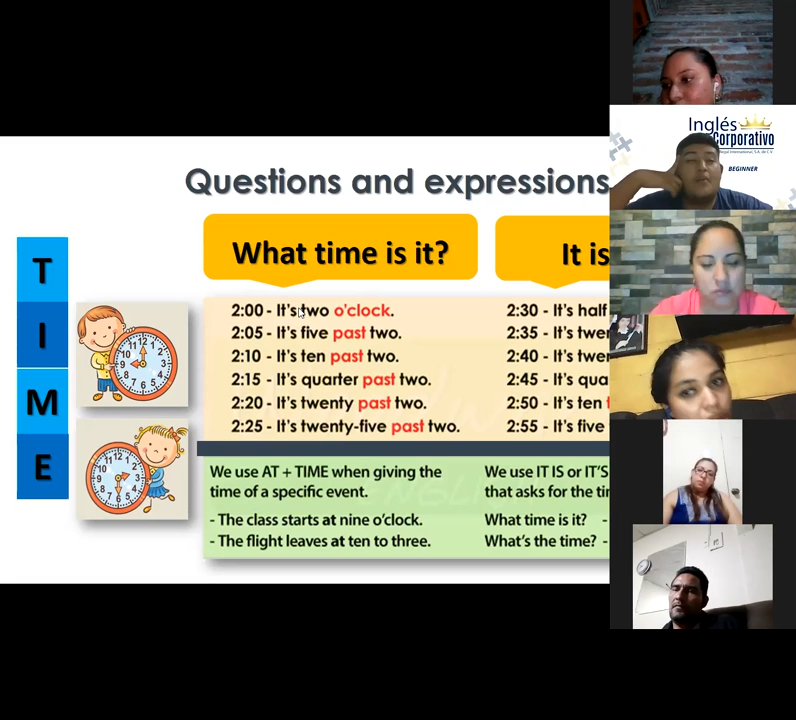 Questions and expressions
What time is it?
It is
T
I
M
E
2:00 - It's two o'clock.
2:05 - It's five past two.
2:10 - It's ten past two.
2:15 - It's quarter past two.
2:20 - It's twenty past two.
2:25 - It's twenty-five past two.
2:30 - It's half
2:35 - It's
2:40 - It's
2:45 - It's
2:50 - It's ten
2:55 - It's five
We use AT + TIME when giving the
time of a specific event.
- The class starts at nine o'clock.
- The flight leaves at ten to three.
We use IT IS or IT'S
that asks for the
What time is it? -
What's the time? -
Inglés
Corporativo
BEGINNER